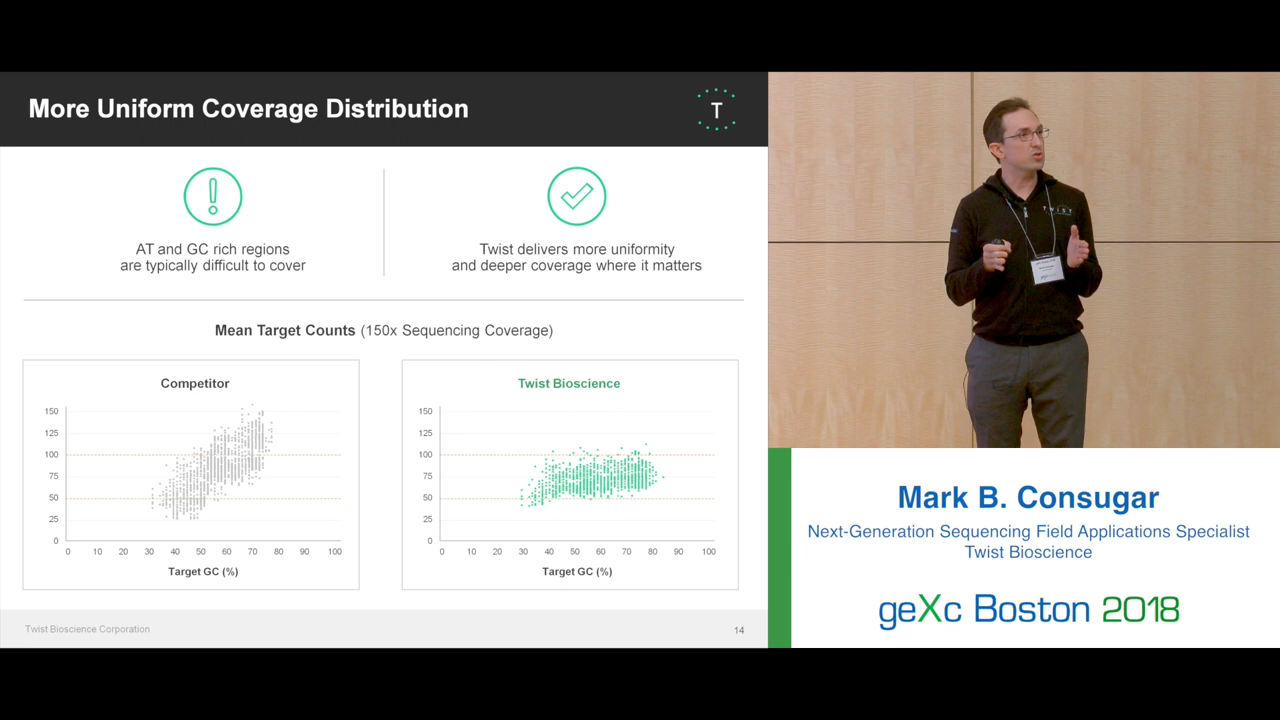 More Uniform Coverage Distribution
T
AT and GC rich regions
are typically difficult to cover
Twist delivers more uniformity
and deeper coverage where it matters
Mean Target Counts (150x Sequencing Coverage)
Competitor
150
125
100
75
50
25
0
0 10 20 30 40 50 60 70 80 90 100
Target GC (%)
Twist Bioscience
150
125
100
75
50
25
0
0 10 20 30 40 50 60 70 80 90 100
Target GC (%)
Twist Bioscience Corporation
14
TWIST
Mark B. Consugar
Next-Generation Sequencing Field Applications Specialist
Twist Bioscience
geXc Boston 2018